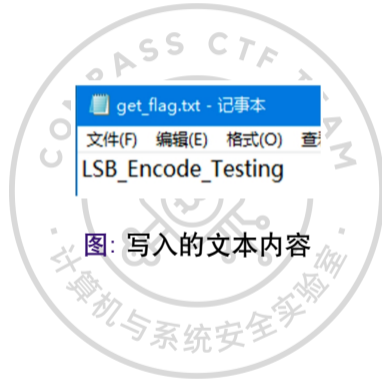 COMPASS CTF TEAM
get_flag.txt - 记事本
文件(F) 编辑(E) 格式(O)
LSB_Encode_Testing
图: 写入的文本内容
·计算机与系统安全实验室·